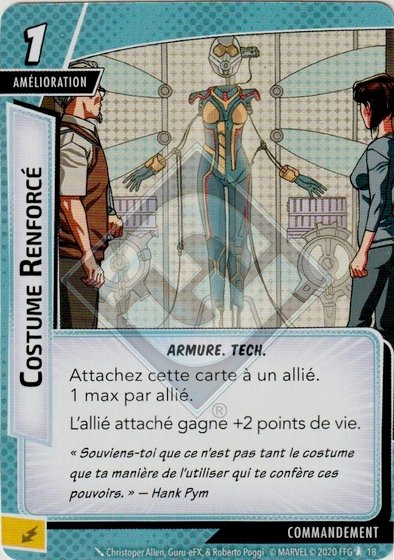 1
AMÉLIORATION
COSTUME RENFORCÉ
ARMURE. TECH.
Attachez cette carte à un allié.
1 max par allié.
L'allié attaché gagne +2 points de vie.
« Souviens-toi que ce n'est pas tant le costume
que ta manière de l'utiliser qui te confère ces
pouvoirs. » — Hank Pym
COMMANDEMENT
Christoper Allen, Guru-eFX, & Roberto Poggi © MARVEL © 2020 FFG 18